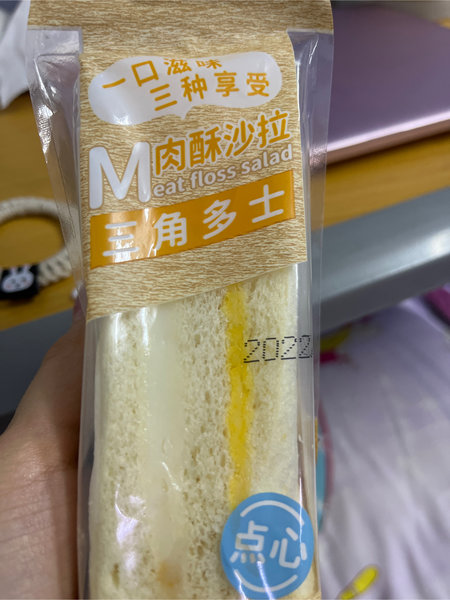 一口滋味
三种享受
肉酥沙拉
Meat floss salad
三角多士
2022
点心